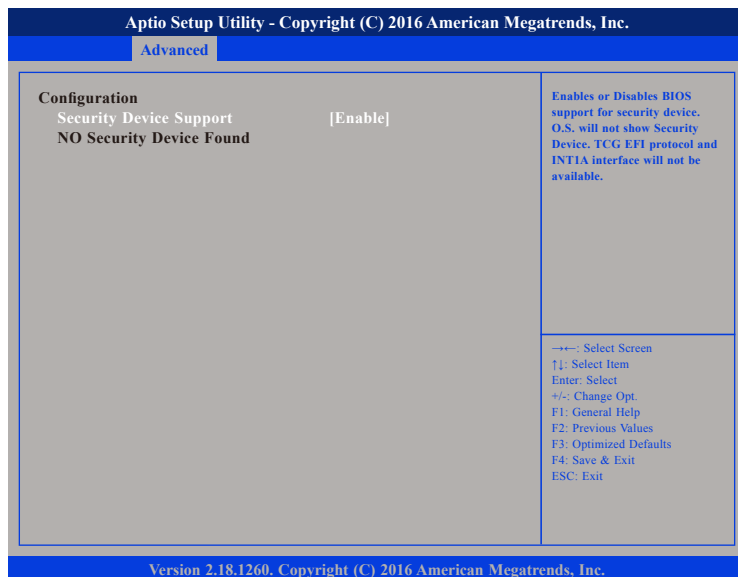 Aptio Setup Utility - Copyright (C) 2016 American Megatrends, Inc.
Advanced
Configuration
Security Device Support [Enable]
NO Security Device Found
Enables or Disables BIOS
support for security device.
O.S. will not show Security
Device. TCG EFI protocol and
INT1A interface will not be
available.
→←: Select Screen
↑↓: Select Item
Enter: Select
+/-: Change Opt.
F1: General Help
F2: Previous Values
F3: Optimized Defaults
F4: Save & Exit
ESC: Exit
Version 2.18.1260. Copyright (C) 2016 American Megatrends, Inc.